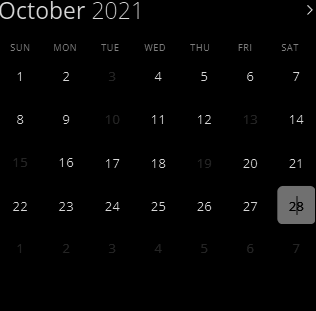 October 2021 >
SUN MON TUE WED THU FRI SAT
1 2 3 4 5 6 7
8 9 10 11 12 13 14
15 16 17 18 19 20 21
22 23 24 25 26 27 28
1 2 3 4 5 6 7